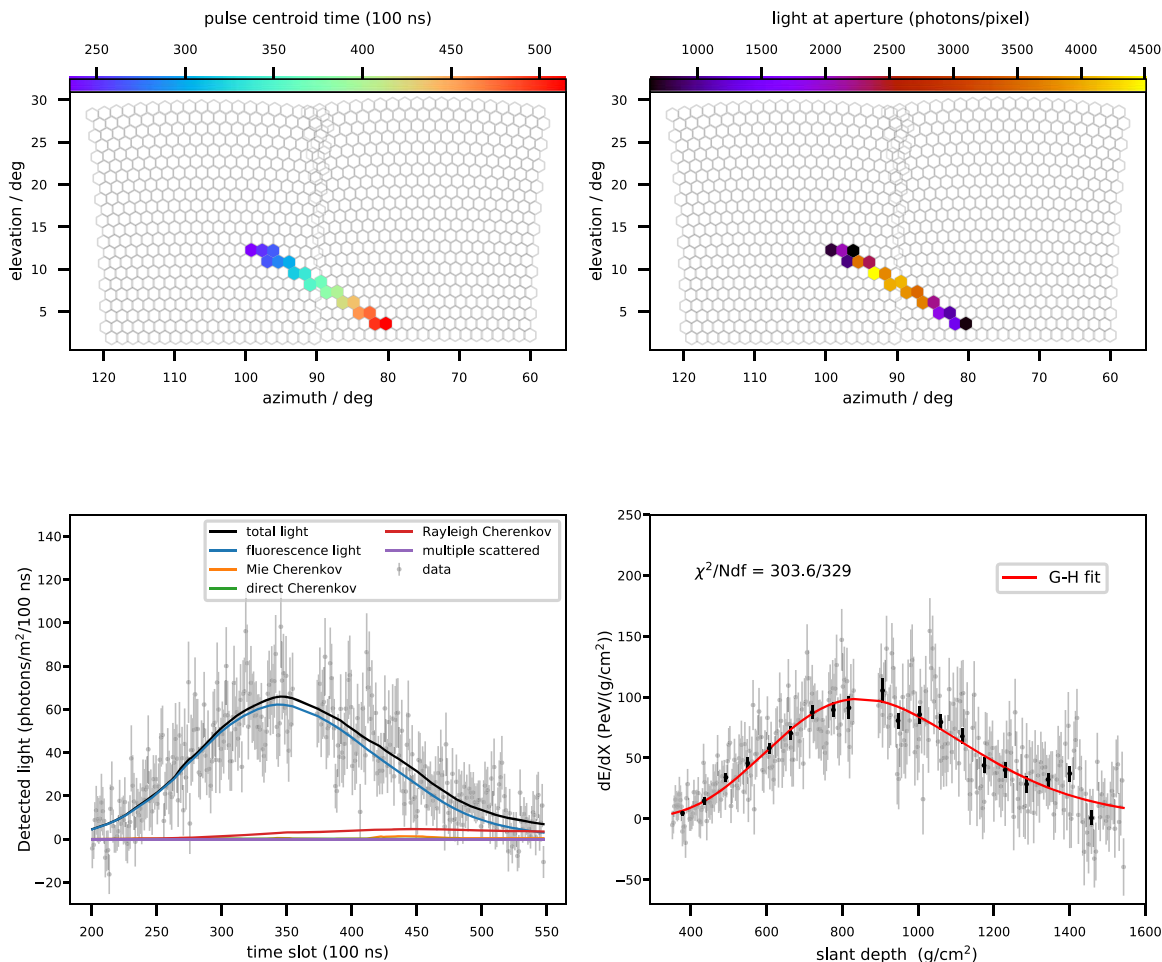 pulse centroid time (100 ns)
250 300 350 400 450 500
30
25
20
15
10
5
elevation / deg
120 110 100 90 80 70 60
azimuth / deg
light at aperture (photons/pixel)
1000 1500 2000 2500 3000 3500 4000 4500
30
25
20
15
10
5
elevation / deg
120 110 100 90 80 70 60
azimuth / deg
total light
fluorescence light
Mie Cherenkov
direct Cherenkov
Rayleigh Cherenkov
multiple scattered
data
140
120
100
80
60
40
20
0
−20
Detected light (photons/m²/100 ns)
200 250 300 350 400 450 500 550
time slot (100 ns)
χ²/Ndf = 303.6/329
G-H fit
250
200
150
100
50
0
−50
dE/dX (PeV/(g/cm²))
400 600 800 1000 1200 1400 1600
slant depth (g/cm²)